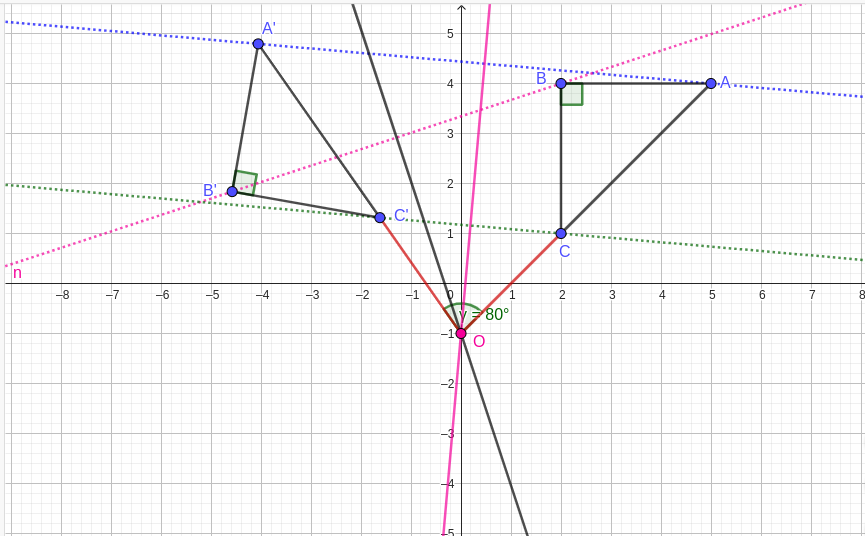 A'
5
B 4 A
3
B' 2
C'
1
C
n
–8 –7 –6 –5 –4 –3 –2 –1 0 1 2 3 4 5 6 7 8
γ = 80°
–1 O
–2
–3
–4
–5